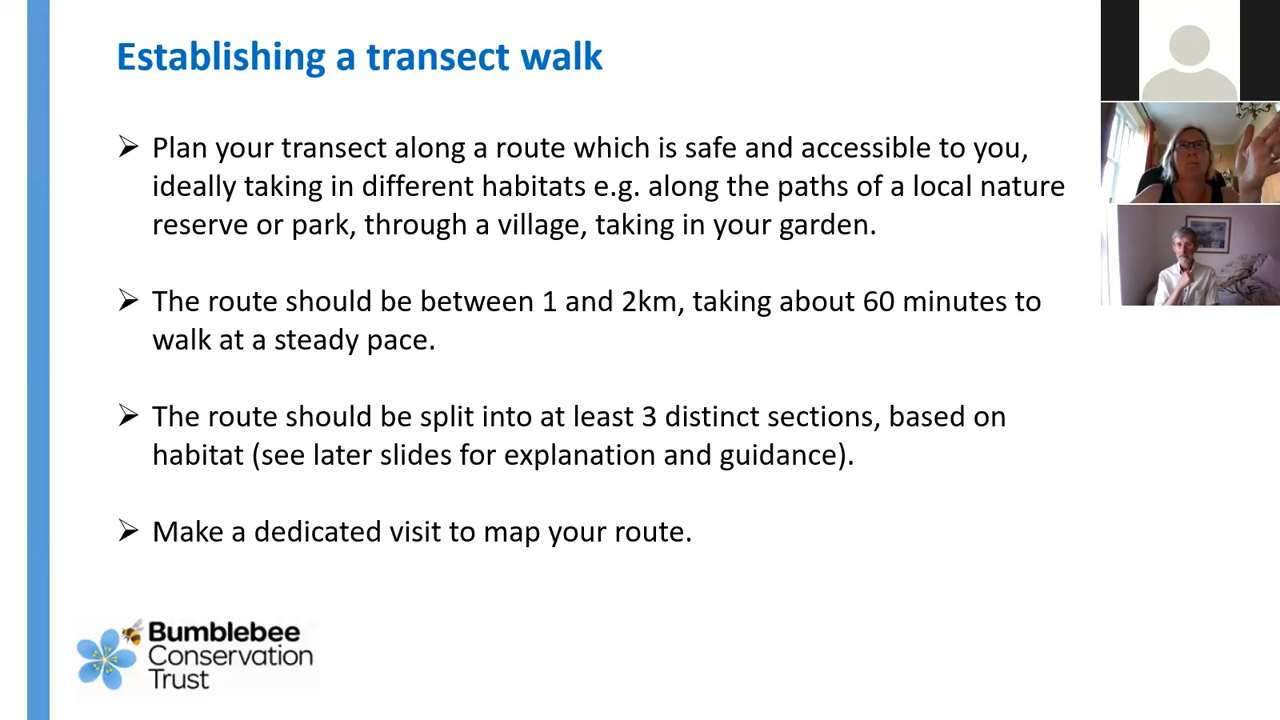 Establishing a transect walk
➢ Plan your transect along a route which is safe and accessible to you,
ideally taking in different habitats e.g. along the paths of a local nature
reserve or park, through a village, taking in your garden.
➢ The route should be between 1 and 2km, taking about 60 minutes to
walk at a steady pace.
➢ The route should be split into at least 3 distinct sections, based on
habitat (see later slides for explanation and guidance).
➢ Make a dedicated visit to map your route.
Bumblebee
Conservation
Trust